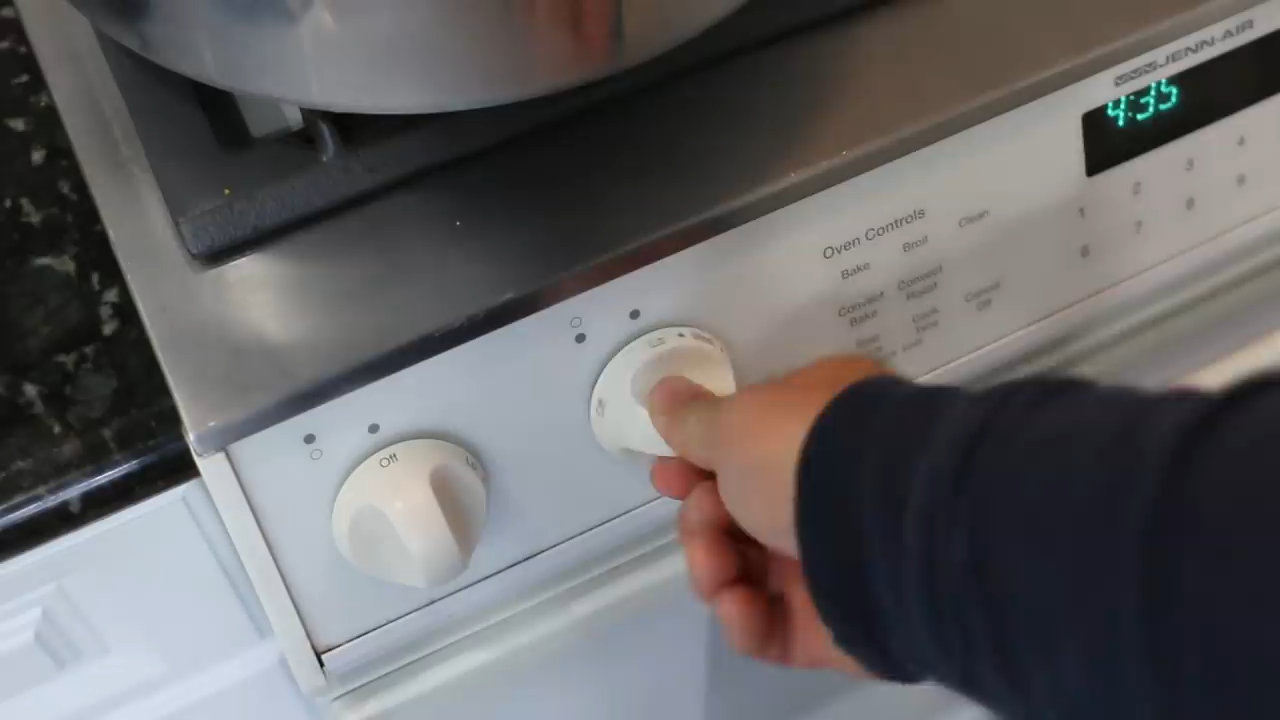 JENN-AIR
4:35
Oven Controls
Bake
Broil
Clean
Convect
Bake
Convect
Roast
Cook
Time
Cancel
Off
1
2
3
4
6
7
8
9
Off
Lo